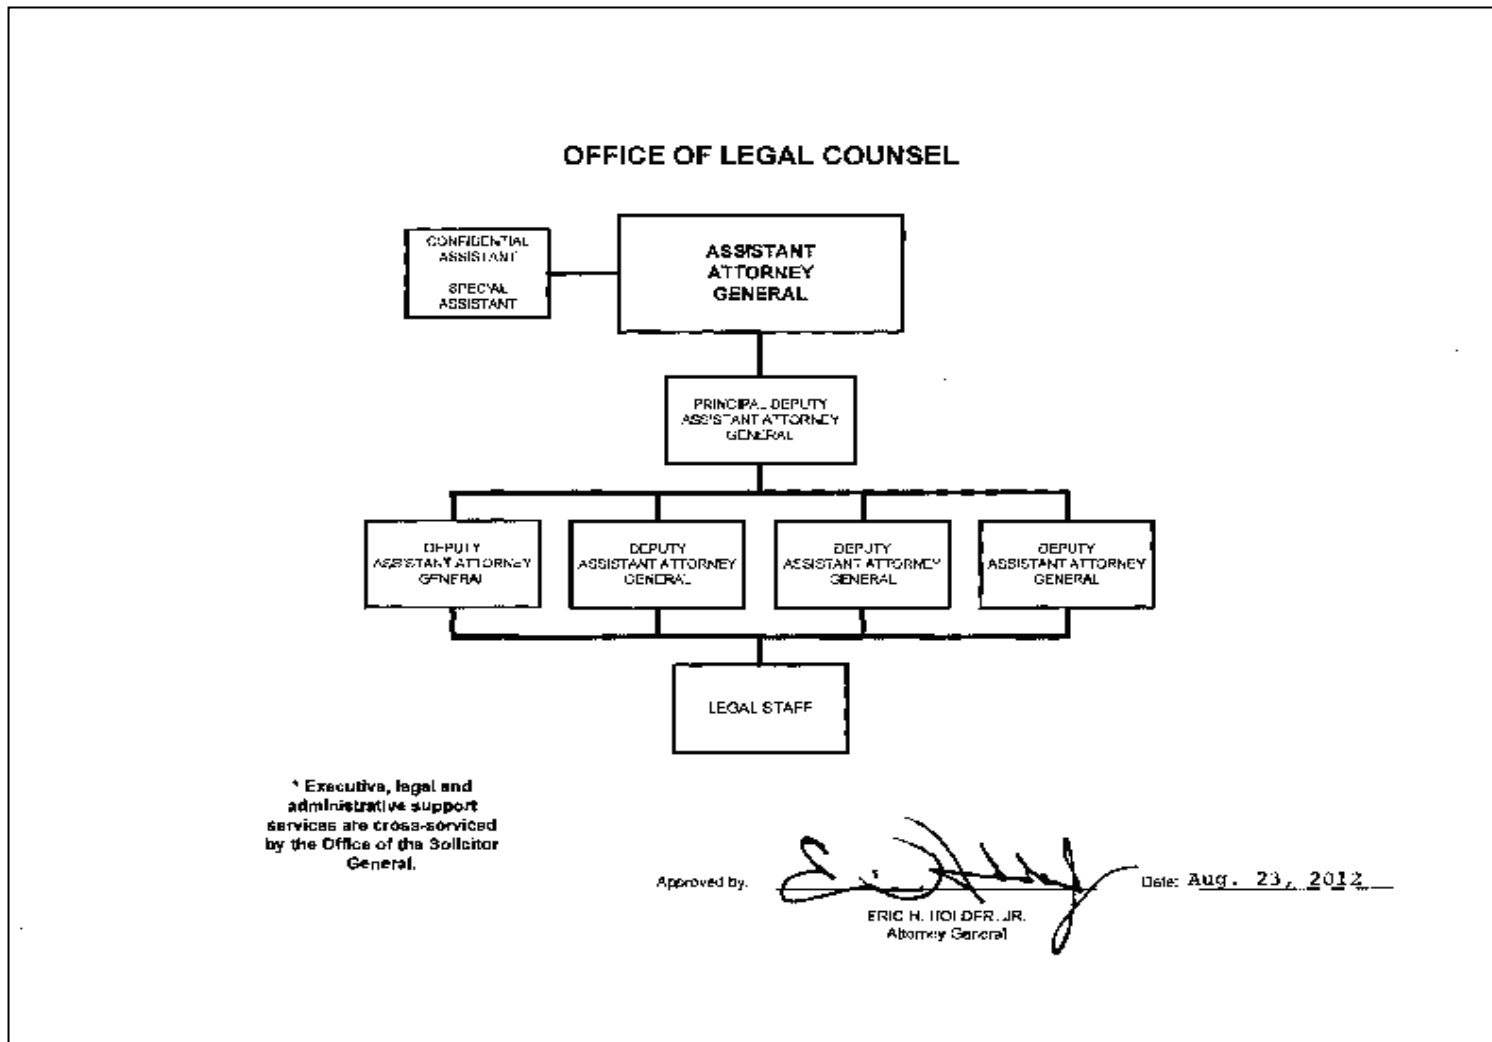 OFFICE OF LEGAL COUNSEL
CONFIDENTIAL
ASSISTANT
SPECIAL
ASSISTANT
ASSISTANT
ATTORNEY
GENERAL
PRINCIPAL DEPUTY
ASSISTANT ATTORNEY
GENERAL
DEPUTY
ASSISTANT ATTORNEY
GENERAL
DEPUTY
ASSISTANT ATTORNEY
GENERAL
DEPUTY
ASSISTANT ATTORNEY
GENERAL
DEPUTY
ASSISTANT ATTORNEY
GENERAL
LEGAL STAFF
* Executive, legal and
administrative support
services are cross-serviced
by the Office of the Solicitor
General.
Approved by:
ERIC H. HOLDER, JR.
Attorney General
Date: Aug. 23, 2012